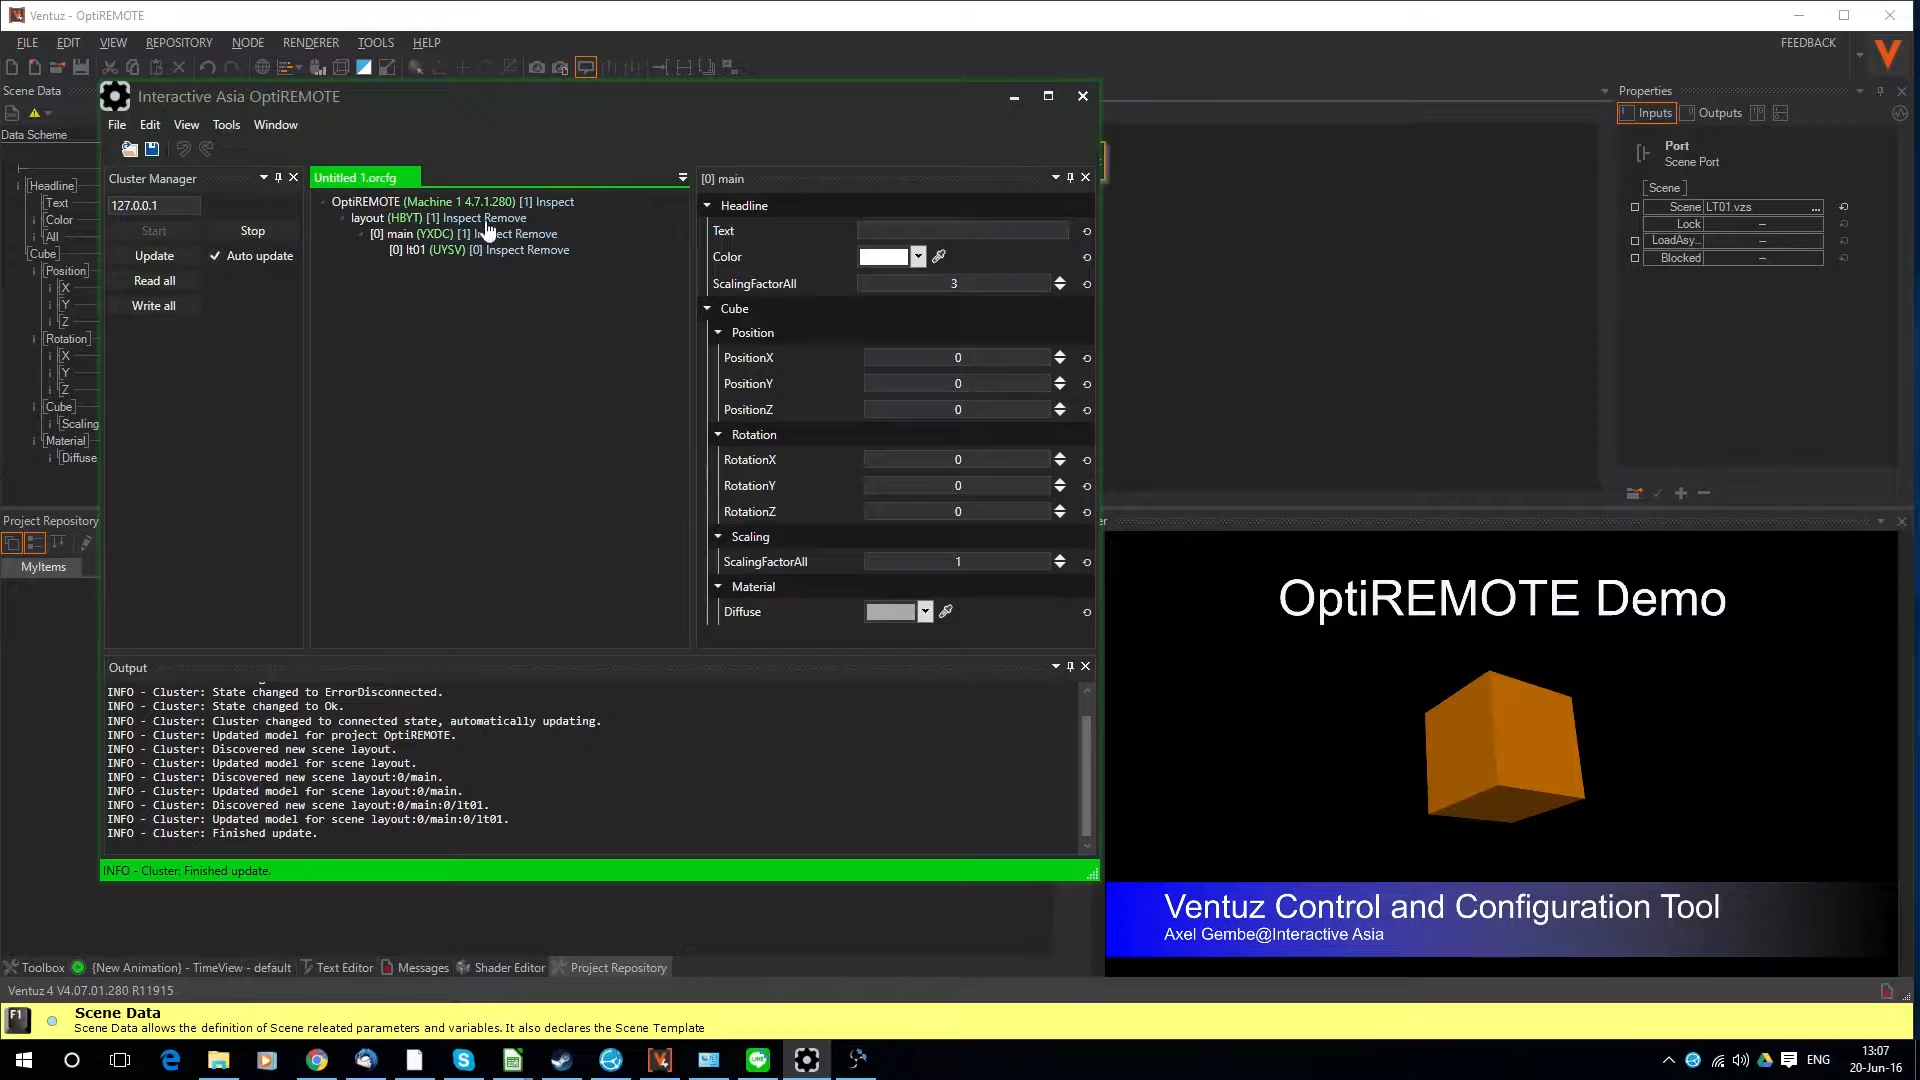 Ventuz - OptiREMOTE
FILE EDIT VIEW REPOSITORY NODE RENDERER TOOLS HELP
FEEDBACK
Scene Data
Data Scheme
[Headline]
[Text
[Color
[All
[Cube]
[Position]
[X
[Y
[Z
[Rotation]
[X
[Y
[Z
[Cube]
[Scaling
[Material]
[Diffuse
Project Repository
MyItems
Interactive Asia OptiREMOTE
File Edit View Tools Window
Cluster Manager
127.0.0.1
Start Stop
Update Auto update
Read all
Write all
Untitled 1.orcfg
OptiREMOTE (Machine 1 4.7.1.280) [1] Inspect
layout (HBYT) [1] Inspect Remove
[0] main (YXDC) [1] Inspect Remove
[0] lt01 (UYSV) [0] Inspect Remove
[0] main
Headline
Text
Color
ScalingFactorAll 3
Cube
Position
PositionX 0
PositionY 0
PositionZ 0
Rotation
RotationX 0
RotationY 0
RotationZ 0
Scaling
ScalingFactorAll 1
Material
Diffuse
Output
INFO - Cluster: State changed to ErrorDisconnected.
INFO - Cluster: State changed to Ok.
INFO - Cluster: Cluster changed to connected state, automatically updating.
INFO - Cluster: Updated model for project OptiREMOTE.
INFO - Cluster: Discovered new scene layout.
INFO - Cluster: Updated model for scene layout.
INFO - Cluster: Discovered new scene layout:0/main.
INFO - Cluster: Updated model for scene layout:0/main.
INFO - Cluster: Discovered new scene layout:0/main:0/lt01.
INFO - Cluster: Updated model for scene layout:0/main:0/lt01.
INFO - Cluster: Finished update.
INFO - Cluster: Finished update.
Properties
Inputs Outputs
Port
Scene Port
[Scene]
Scene LT01.vzs ...
Lock –
LoadAsy... –
Blocked –
er
OptiREMOTE Demo
Ventuz Control and Configuration Tool
Axel Gembe@Interactive Asia
Toolbox {New Animation} - TimeView - default Text Editor Messages Shader Editor Project Repository
Ventuz 4 V4.07.01.280 R11915
F1
Scene Data
Scene Data allows the definition of Scene releated parameters and variables. It also declares the Scene Template
ENG
13:07
20-Jun-16